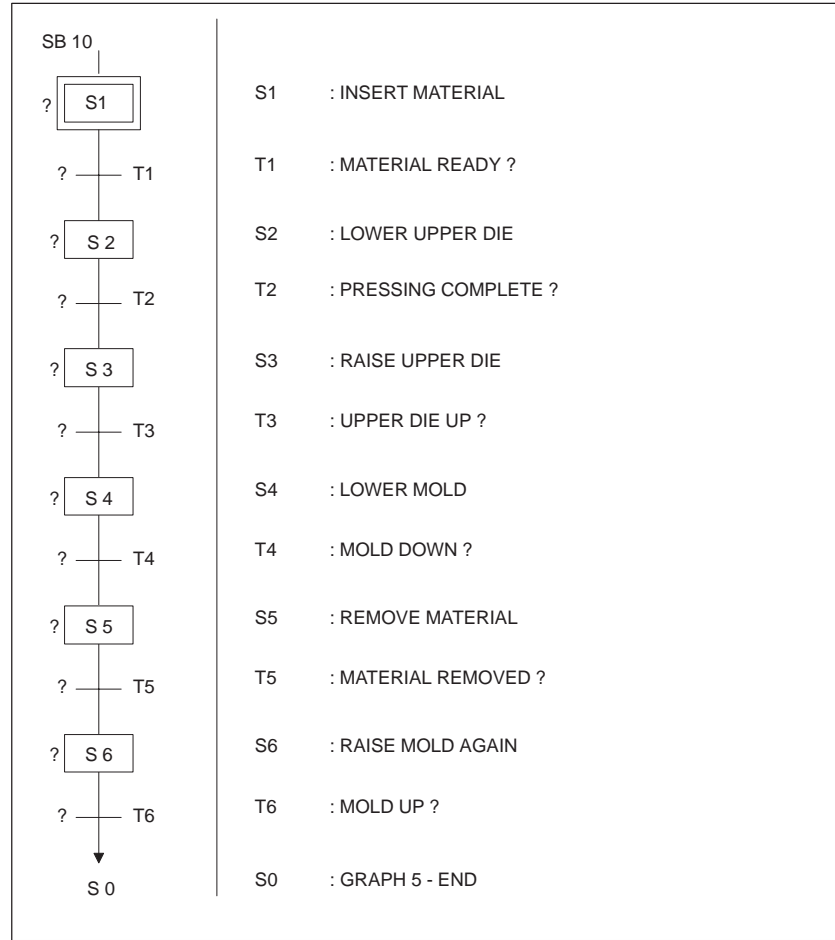 SB 10
? S1 S1 : INSERT MATERIAL
? T1 T1 : MATERIAL READY ?
? S 2 S2 : LOWER UPPER DIE
? T2 T2 : PRESSING COMPLETE ?
? S 3 S3 : RAISE UPPER DIE
? T3 T3 : UPPER DIE UP ?
? S 4 S4 : LOWER MOLD
? T4 T4 : MOLD DOWN ?
? S 5 S5 : REMOVE MATERIAL
? T5 T5 : MATERIAL REMOVED ?
? S 6 S6 : RAISE MOLD AGAIN
? T6 T6 : MOLD UP ?
S 0 S0 : GRAPH 5 - END